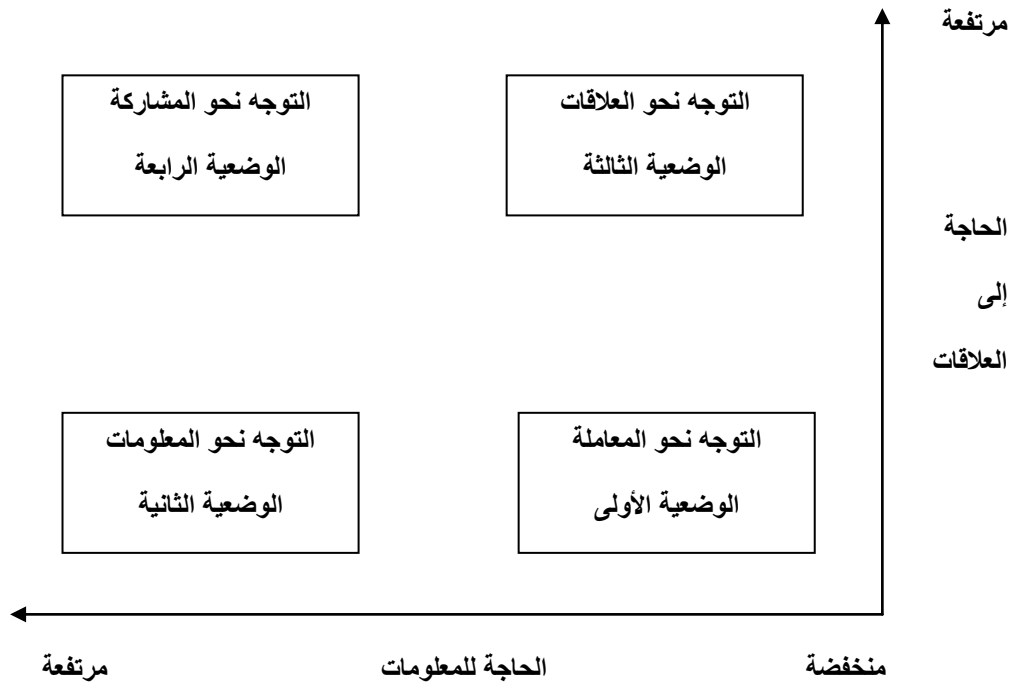 مرتفعة
التوجه نحو العلاقات
الوضعية الثالثة
التوجه نحو المشاركة
الوضعية الرابعة
الحاجة
إلى
العلاقات
التوجه نحو المعاملة
الوضعية الأولى
التوجه نحو المعلومات
الوضعية الثانية
منخفضة
الحاجة للمعلومات
مرتفعة